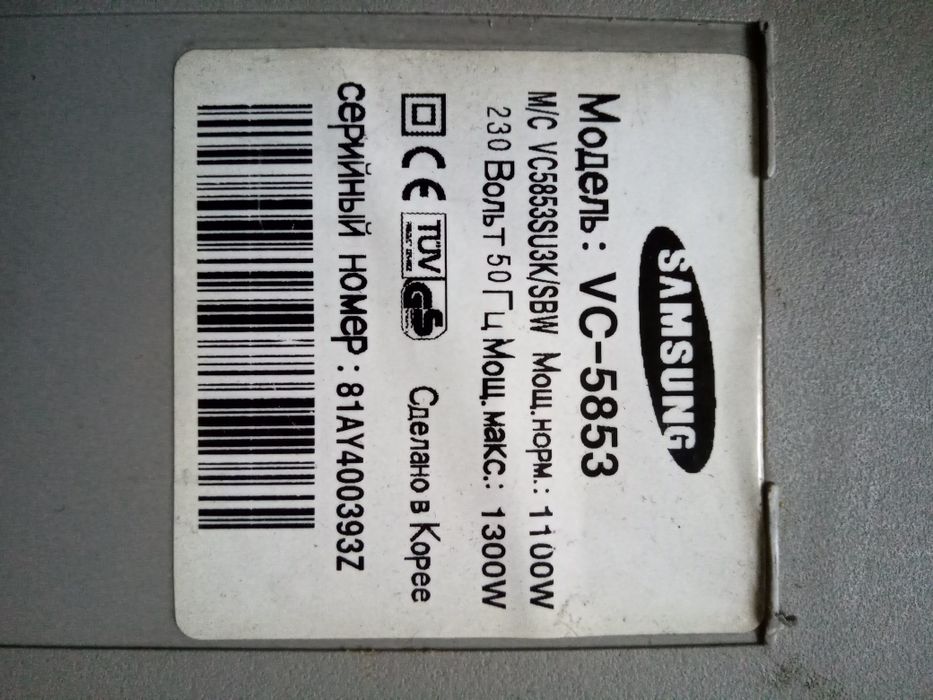 SAMSUNG
Модель: VC-5853
M/C VC5853SU3K/SBW Мощ.норм.: 1100W
230 Вольт 50 Гц Мощ.макс.: 1300W
CE TÜV GS Сделано в Корее
серийный номер: 81AY400393Z